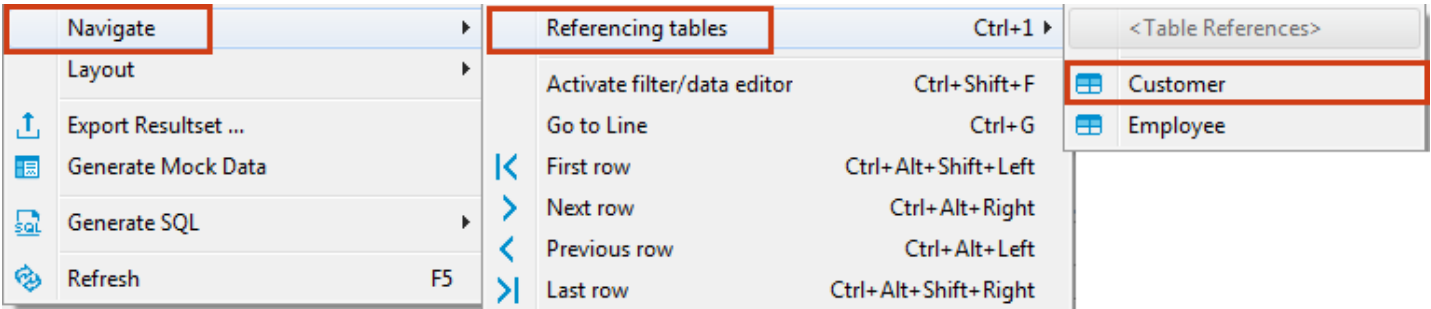 Navigate
Layout
Export Resultset ...
Generate Mock Data
SQL
Generate SQL
Refresh F5
Referencing tables Ctrl+1
Activate filter/data editor Ctrl+Shift+F
Go to Line Ctrl+G
First row Ctrl+Alt+Shift+Left
Next row Ctrl+Alt+Right
Previous row Ctrl+Alt+Left
Last row Ctrl+Alt+Shift+Right
<Table References>
Customer
Employee